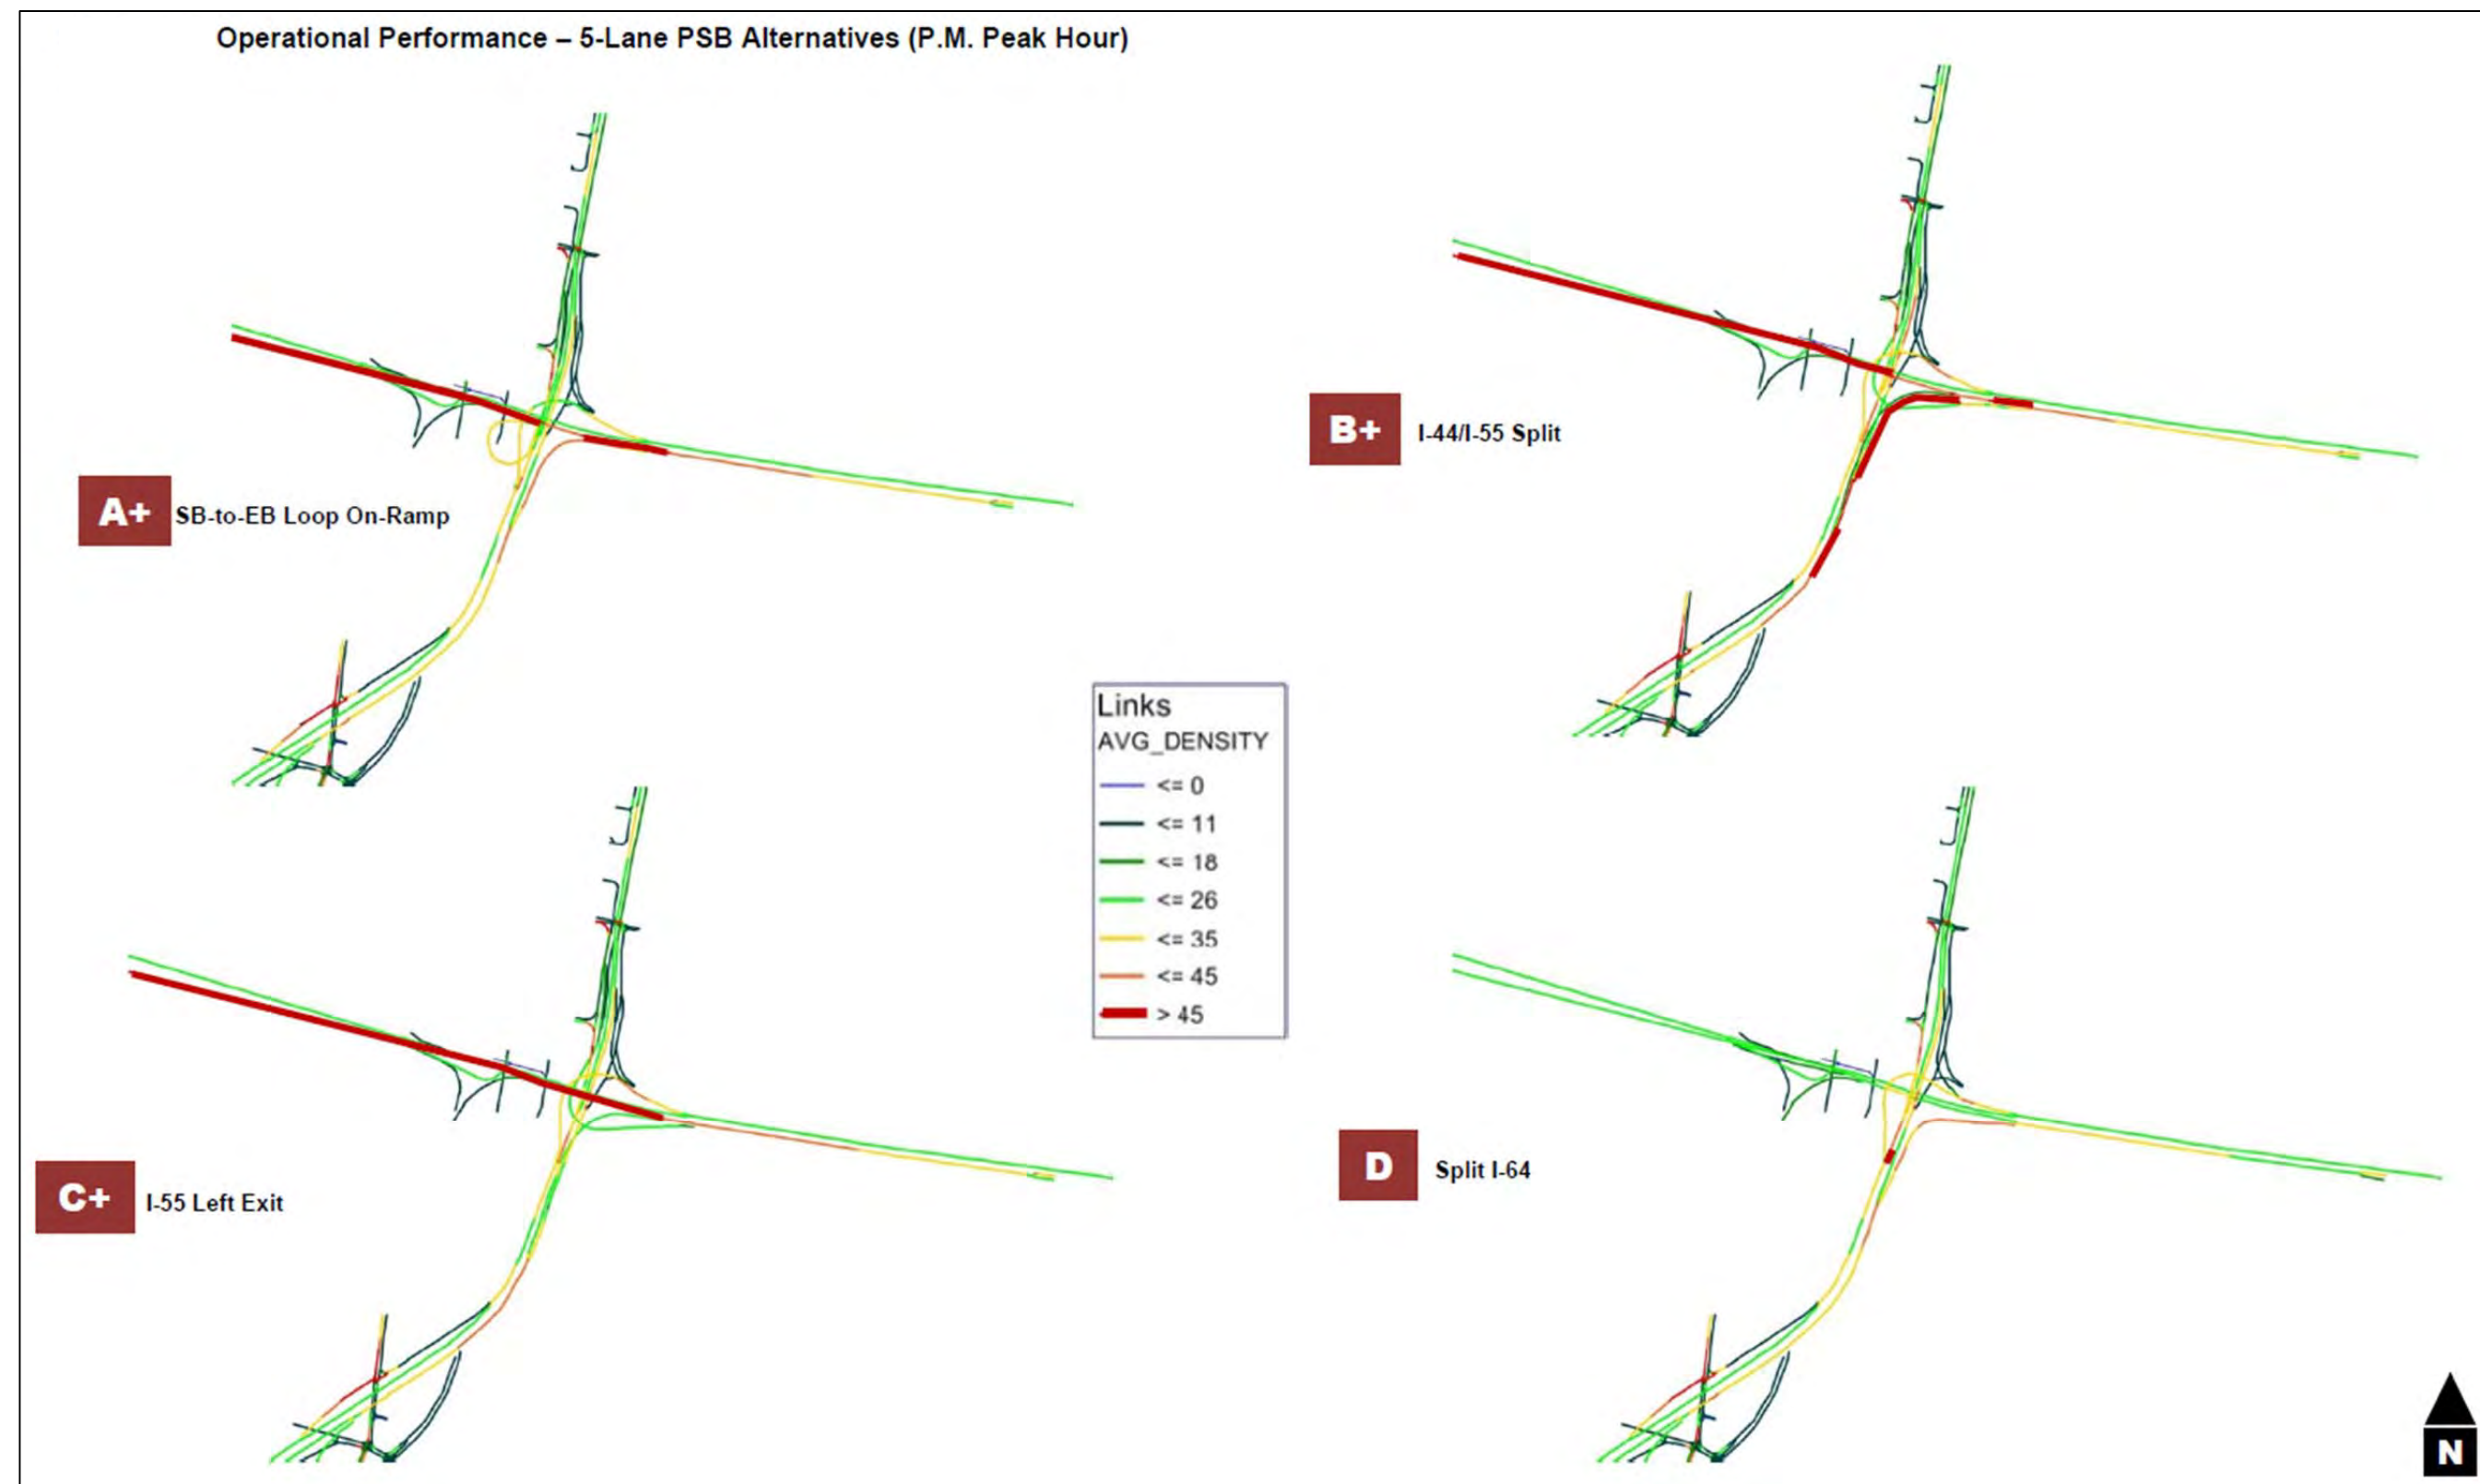 Operational Performance – 5-Lane PSB Alternatives (P.M. Peak Hour)
A+ SB-to-EB Loop On-Ramp
B+ I-44/I-55 Split
Links
AVG_DENSITY
<= 0
<= 11
<= 18
<= 26
<= 35
<= 45
> 45
C+ I-55 Left Exit
D Split I-64
N